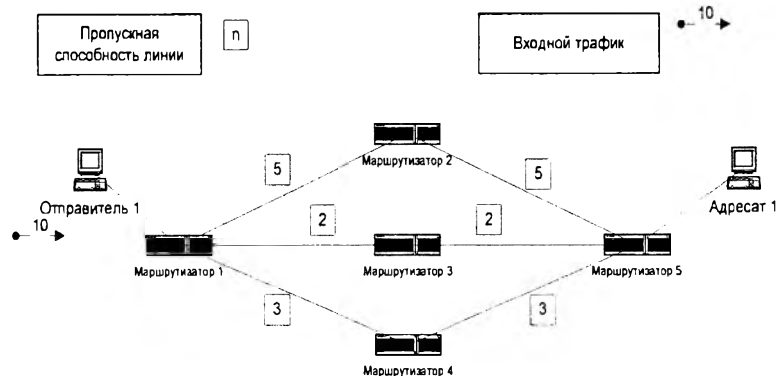 Пропускная
способность линии
n
Входной трафик
10
Маршрутизатор 2
5
5
Отправитель 1
Адресат 1
10
2
2
Маршрутизатор 1
Маршрутизатор 3
Маршрутизатор 5
3
3
Маршрутизатор 4